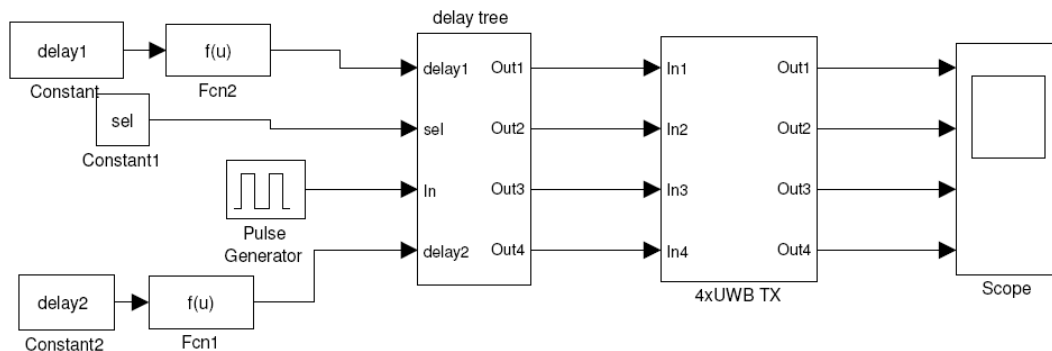 delay tree
delay1
f(u)
Constant
Fcn2
sel
Constant1
Pulse
Generator
delay2
f(u)
Constant2
Fcn1
delay1
sel
In
delay2
Out1
Out2
Out3
Out4
In1
In2
In3
In4
Out1
Out2
Out3
Out4
4xUWB TX
Scope